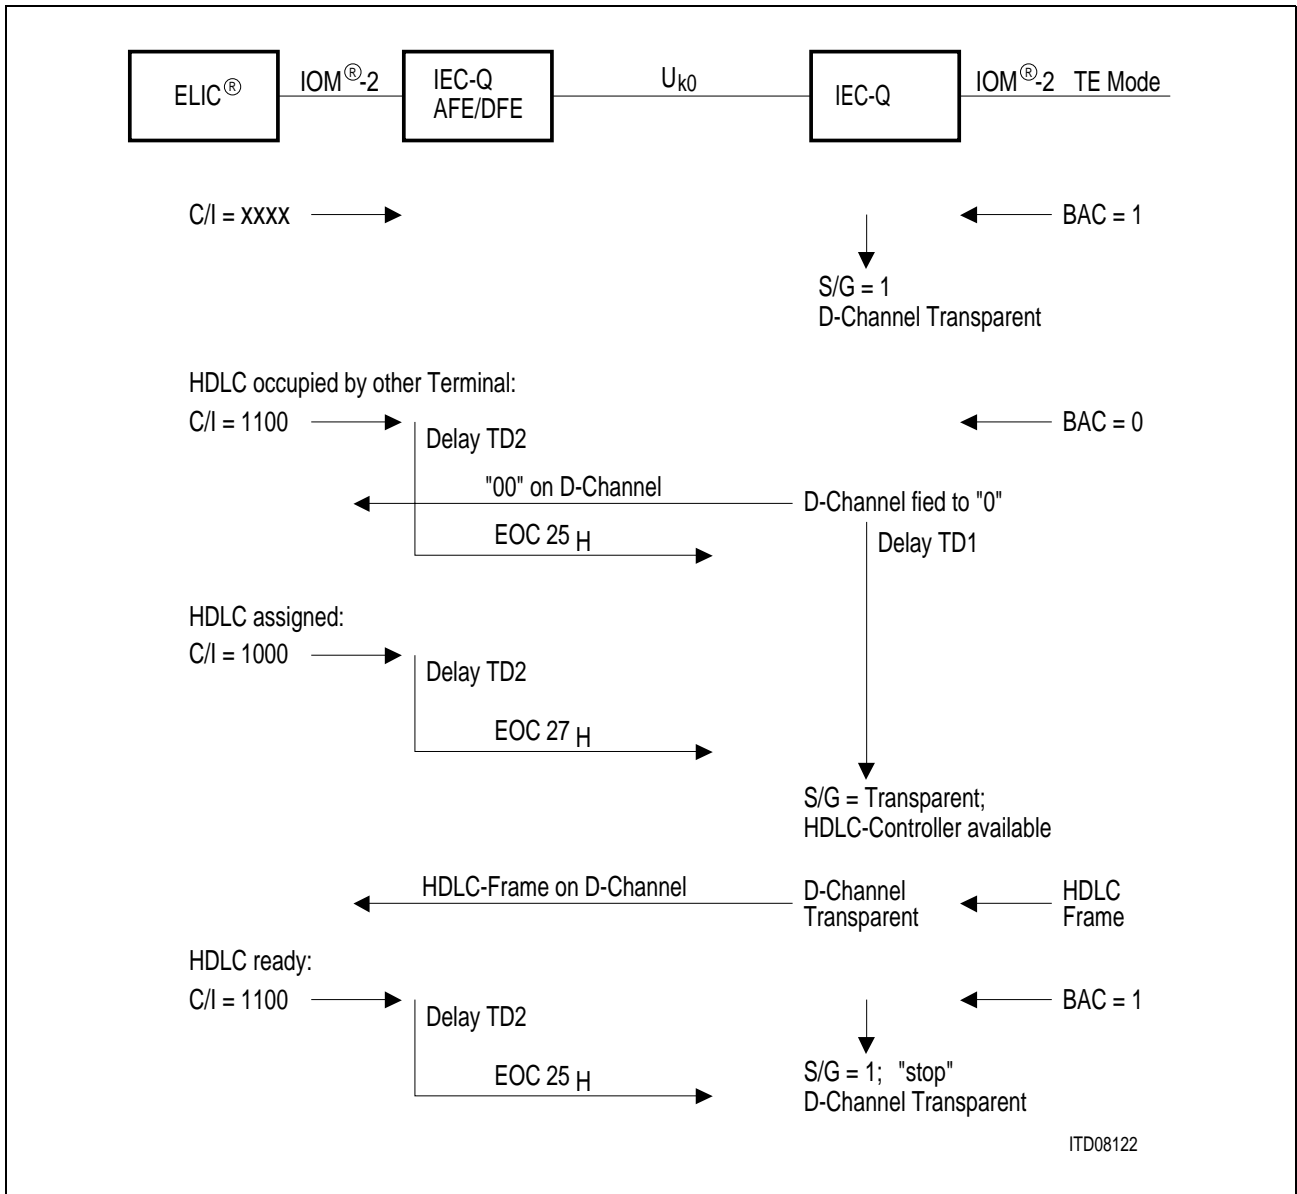 ELIC® IOM®-2 IEC-Q AFE/DFE Uk0 IEC-Q IOM®-2 TE Mode
C/I = xxxx BAC = 1
S/G = 1
D-Channel Transparent
HDLC occupied by other Terminal:
C/I = 1100 BAC = 0
Delay TD2
"00" on D-Channel D-Channel fied to "0"
EOC 25 H Delay TD1
HDLC assigned:
C/I = 1000
Delay TD2
EOC 27 H
S/G = Transparent;
HDLC-Controller available
HDLC-Frame on D-Channel D-Channel Transparent HDLC Frame
HDLC ready:
C/I = 1100 BAC = 1
Delay TD2
EOC 25 H S/G = 1; "stop"
D-Channel Transparent
ITD08122